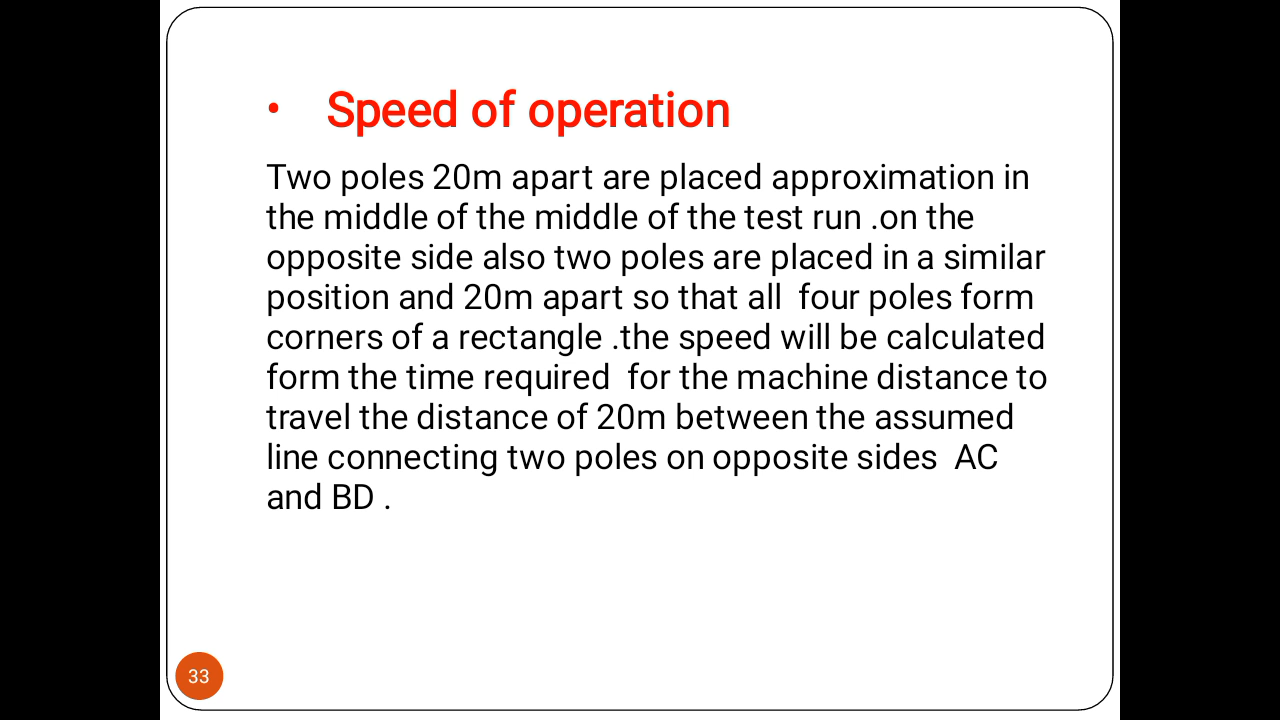 • Speed of operation
Two poles 20m apart are placed approximation in
the middle of the middle of the test run .on the
opposite side also two poles are placed in a similar
position and 20m apart so that all  four poles form
corners of a rectangle .the speed will be calculated
form the time required  for the machine distance to
travel the distance of 20m between the assumed
line connecting two poles on opposite sides  AC
and BD .
33